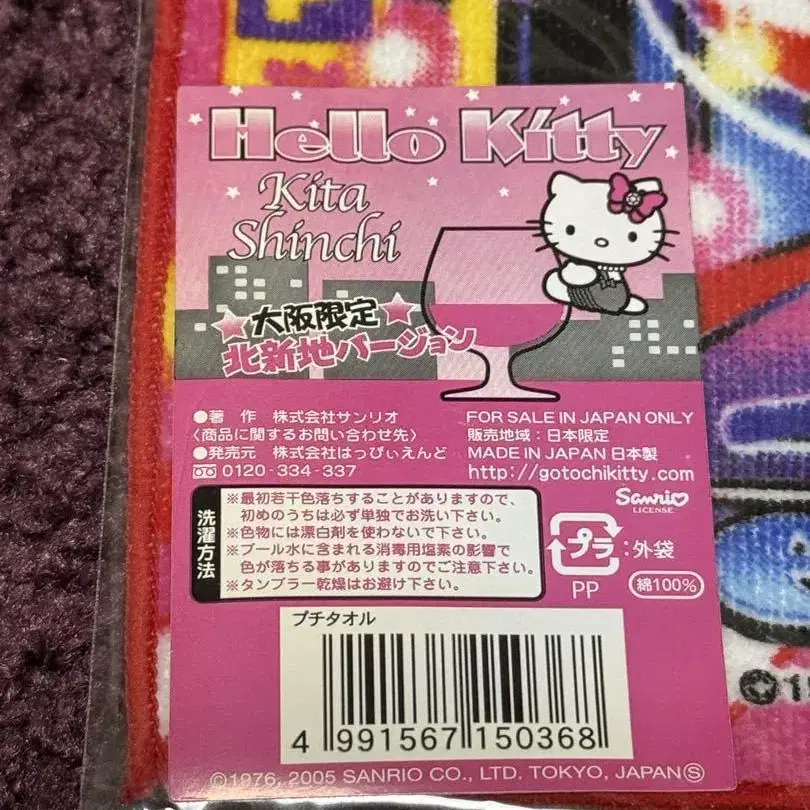 Hello Kitty
Kita
Shinchi
大阪限定
北新地バージョン
●著 作 株式会社サンリオ
〈商品に関するお問い合わせ先〉
●発売元 株式会社はっぴぃえんど
0120-334-337
FOR SALE IN JAPAN ONLY
販売地域:日本限定
MADE IN JAPAN 日本製
http://gotochikitty.com
Sanrio
LICENSE
洗濯方法
※最初若干色落ちすることがありますので、
初めのうちは必ず単独でお洗い下さい。
※色物には漂白剤を使わないで下さい。
※プール水に含まれる消毒用塩素の影響で
色が落ちる事がありますのでご注意下さい。
※タンブラー乾燥はお避け下さい。
プラ:外袋
PP
綿100%
プチタオル
4 991567 150368
©1976, 2005 SANRIO CO., LTD. TOKYO, JAPAN Ⓢ